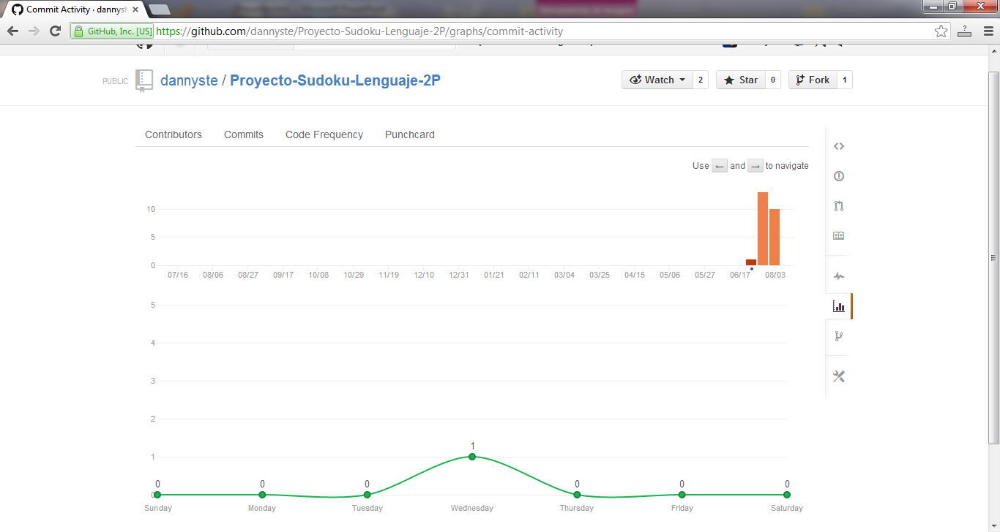 Commit Activity · dannyst
GitHub, Inc. [US] https://github.com/dannyste/Proyecto-Sudoku-Lenguaje-2P/graphs/commit-activity
PUBLIC dannyste / Proyecto-Sudoku-Lenguaje-2P Watch 2 Star 0 Fork 1
Contributors Commits Code Frequency Punchcard
Use ← and → to navigate
10
5
0
07/16 08/06 08/27 09/17 10/08 10/29 11/19 12/10 12/31 01/21 02/11 03/04 03/25 04/15 05/06 05/27 06/17 08/03
5
4
3
2
1
1
0 0 0 0 0 0
0
Sunday Monday Tuesday Wednesday Thursday Friday Saturday